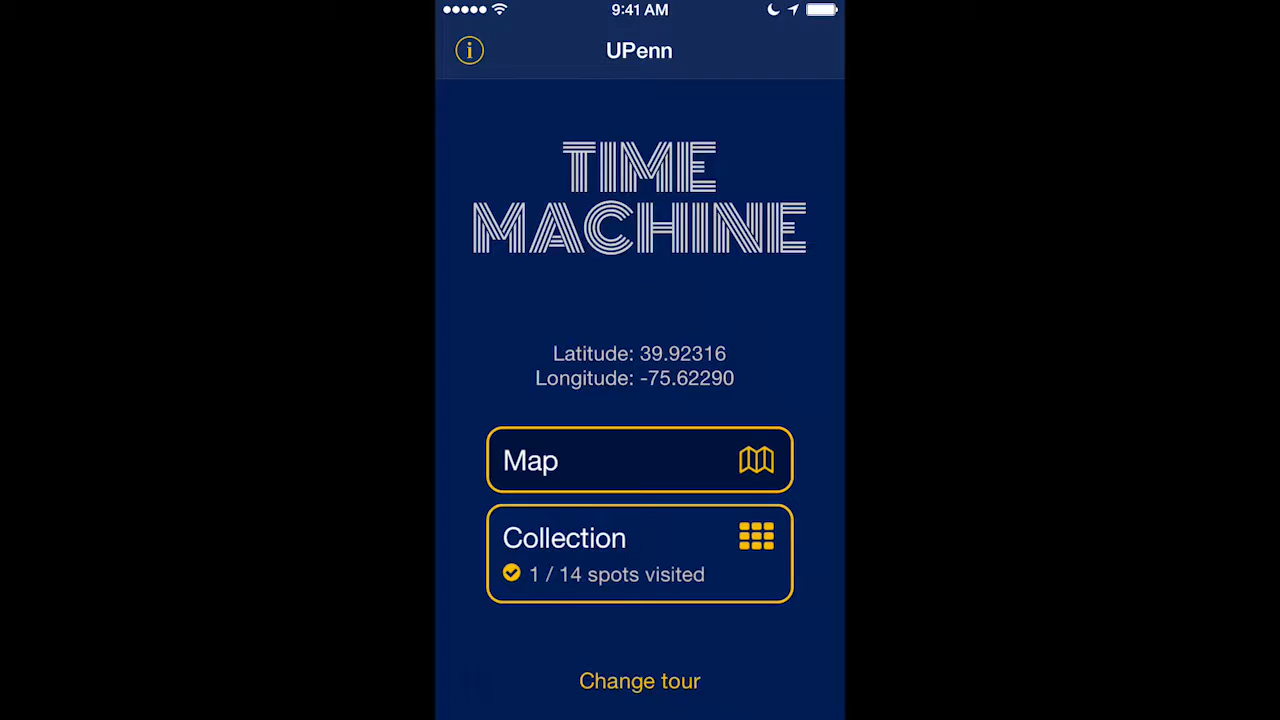 9:41 AM
UPenn
TIME
MACHINE
Latitude: 39.92316
Longitude: -75.62290
Map
Collection
1 / 14 spots visited
Change tour